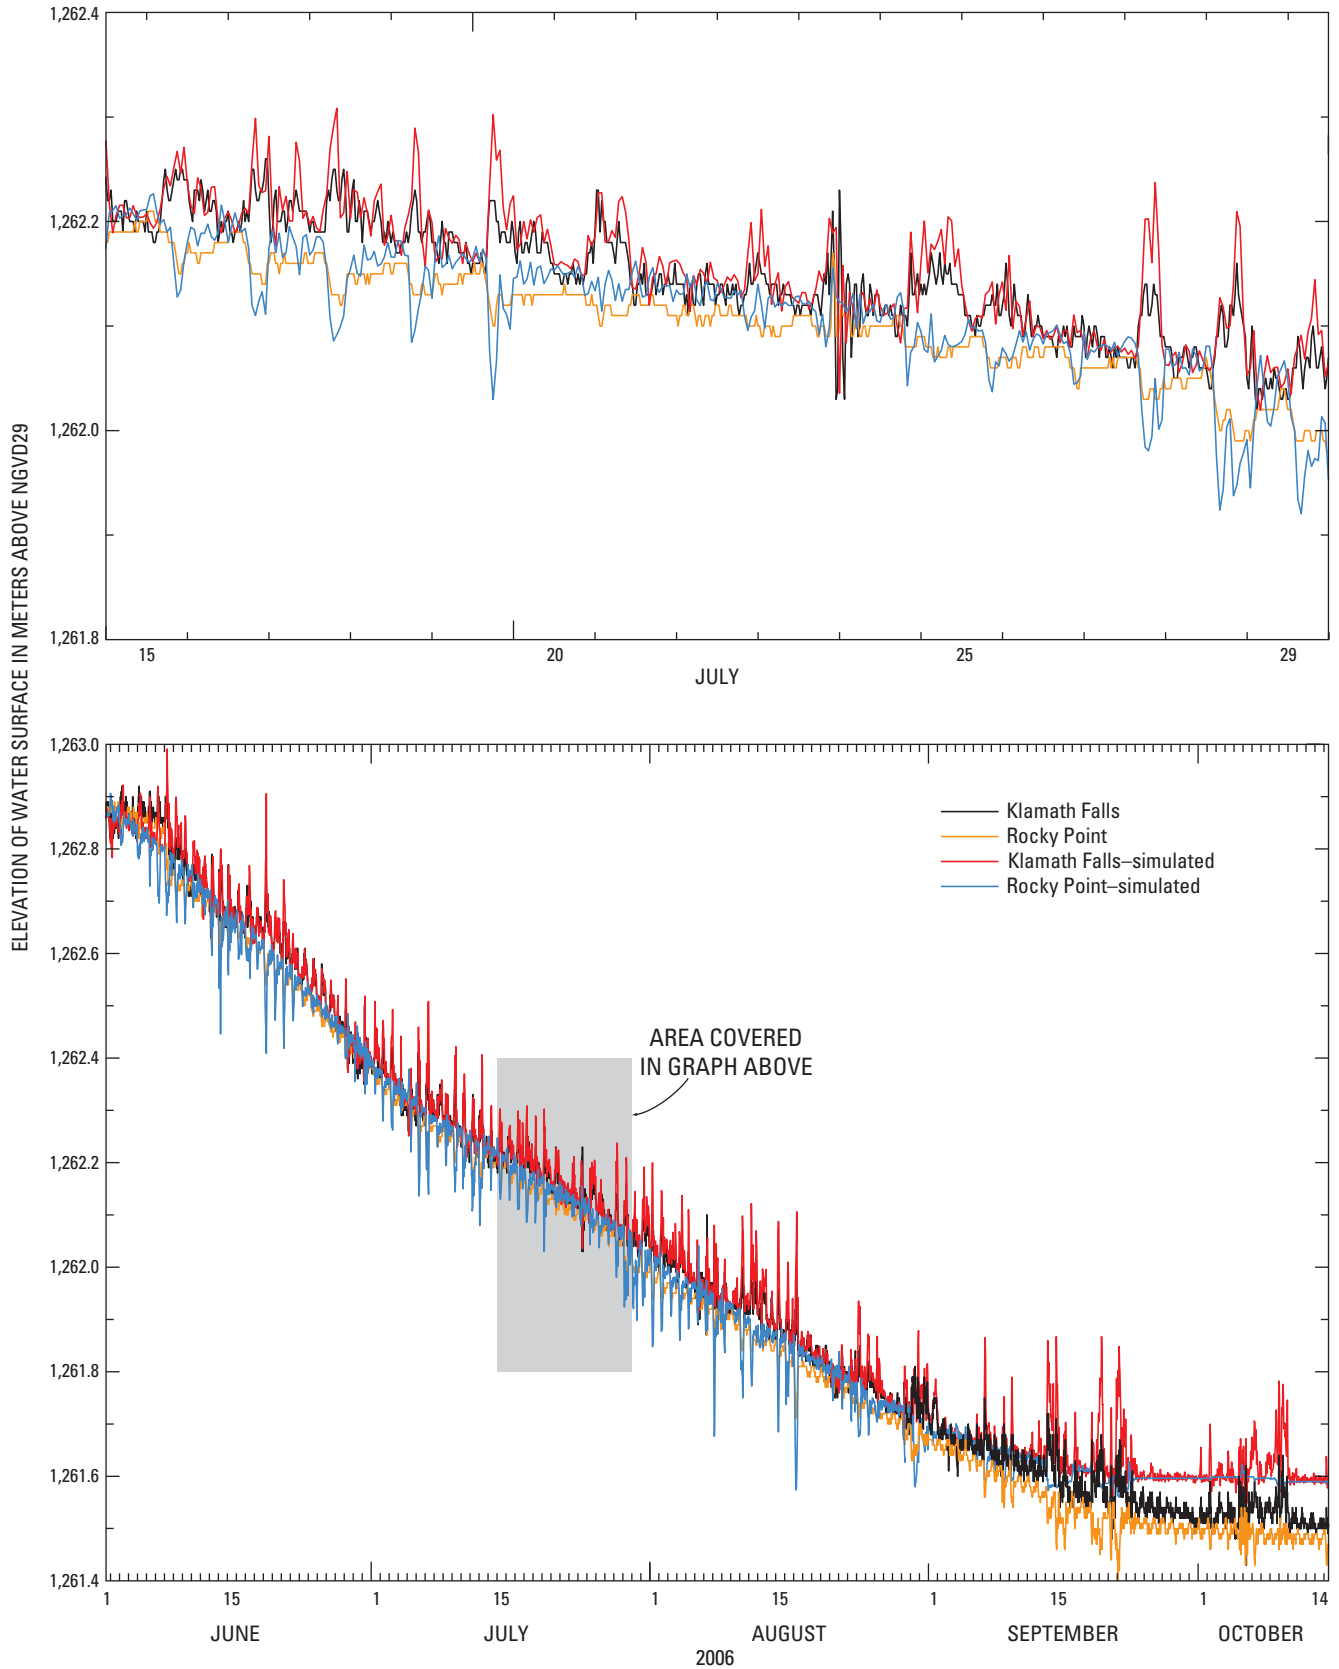 ELEVATION OF WATER SURFACE IN METERS ABOVE NGVD29
1,262.4
1,262.2
1,262.0
1,261.8
15 20 25 29
JULY
1,263.0
1,262.8
1,262.6
1,262.4
1,262.2
1,262.0
1,261.8
1,261.6
1,261.4
Klamath Falls
Rocky Point
Klamath Falls–simulated
Rocky Point–simulated
AREA COVERED
IN GRAPH ABOVE
1 15 1 15 1 15 1 15 1 14
JUNE JULY AUGUST SEPTEMBER OCTOBER
2006